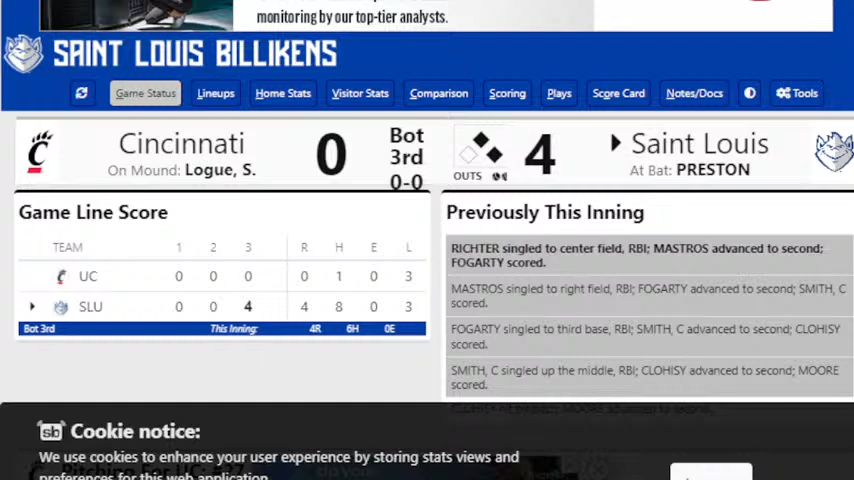 monitoring by our top-tier analysts.
SAINT LOUIS BILLIKENS
Game Status Lineups Home Stats Visitor Stats Comparison Scoring Plays Score Card Notes/Docs Tools
Cincinnati
On Mound: Logue, S.
0
Bot
3rd
0-0
OUTS
4
Saint Louis
At Bat: PRESTON
Game Line Score
TEAM 1 2 3 R H E L
UC 0 0 0 0 1 0 3
SLU 0 0 4 4 8 0 3
Bot 3rd This Inning: 4R 6H 0E
Previously This Inning
RICHTER singled to center field, RBI; MASTROS advanced to second;
FOGARTY scored.
MASTROS singled to right field, RBI; FOGARTY advanced to second; SMITH, C
scored.
FOGARTY singled to third base, RBI; SMITH, C advanced to second; CLOHISY
scored.
SMITH, C singled up the middle, RBI; CLOHISY advanced to second; MOORE
scored.
sb Cookie notice:
We use cookies to enhance your user experience by storing stats views and
preferences for this web application.